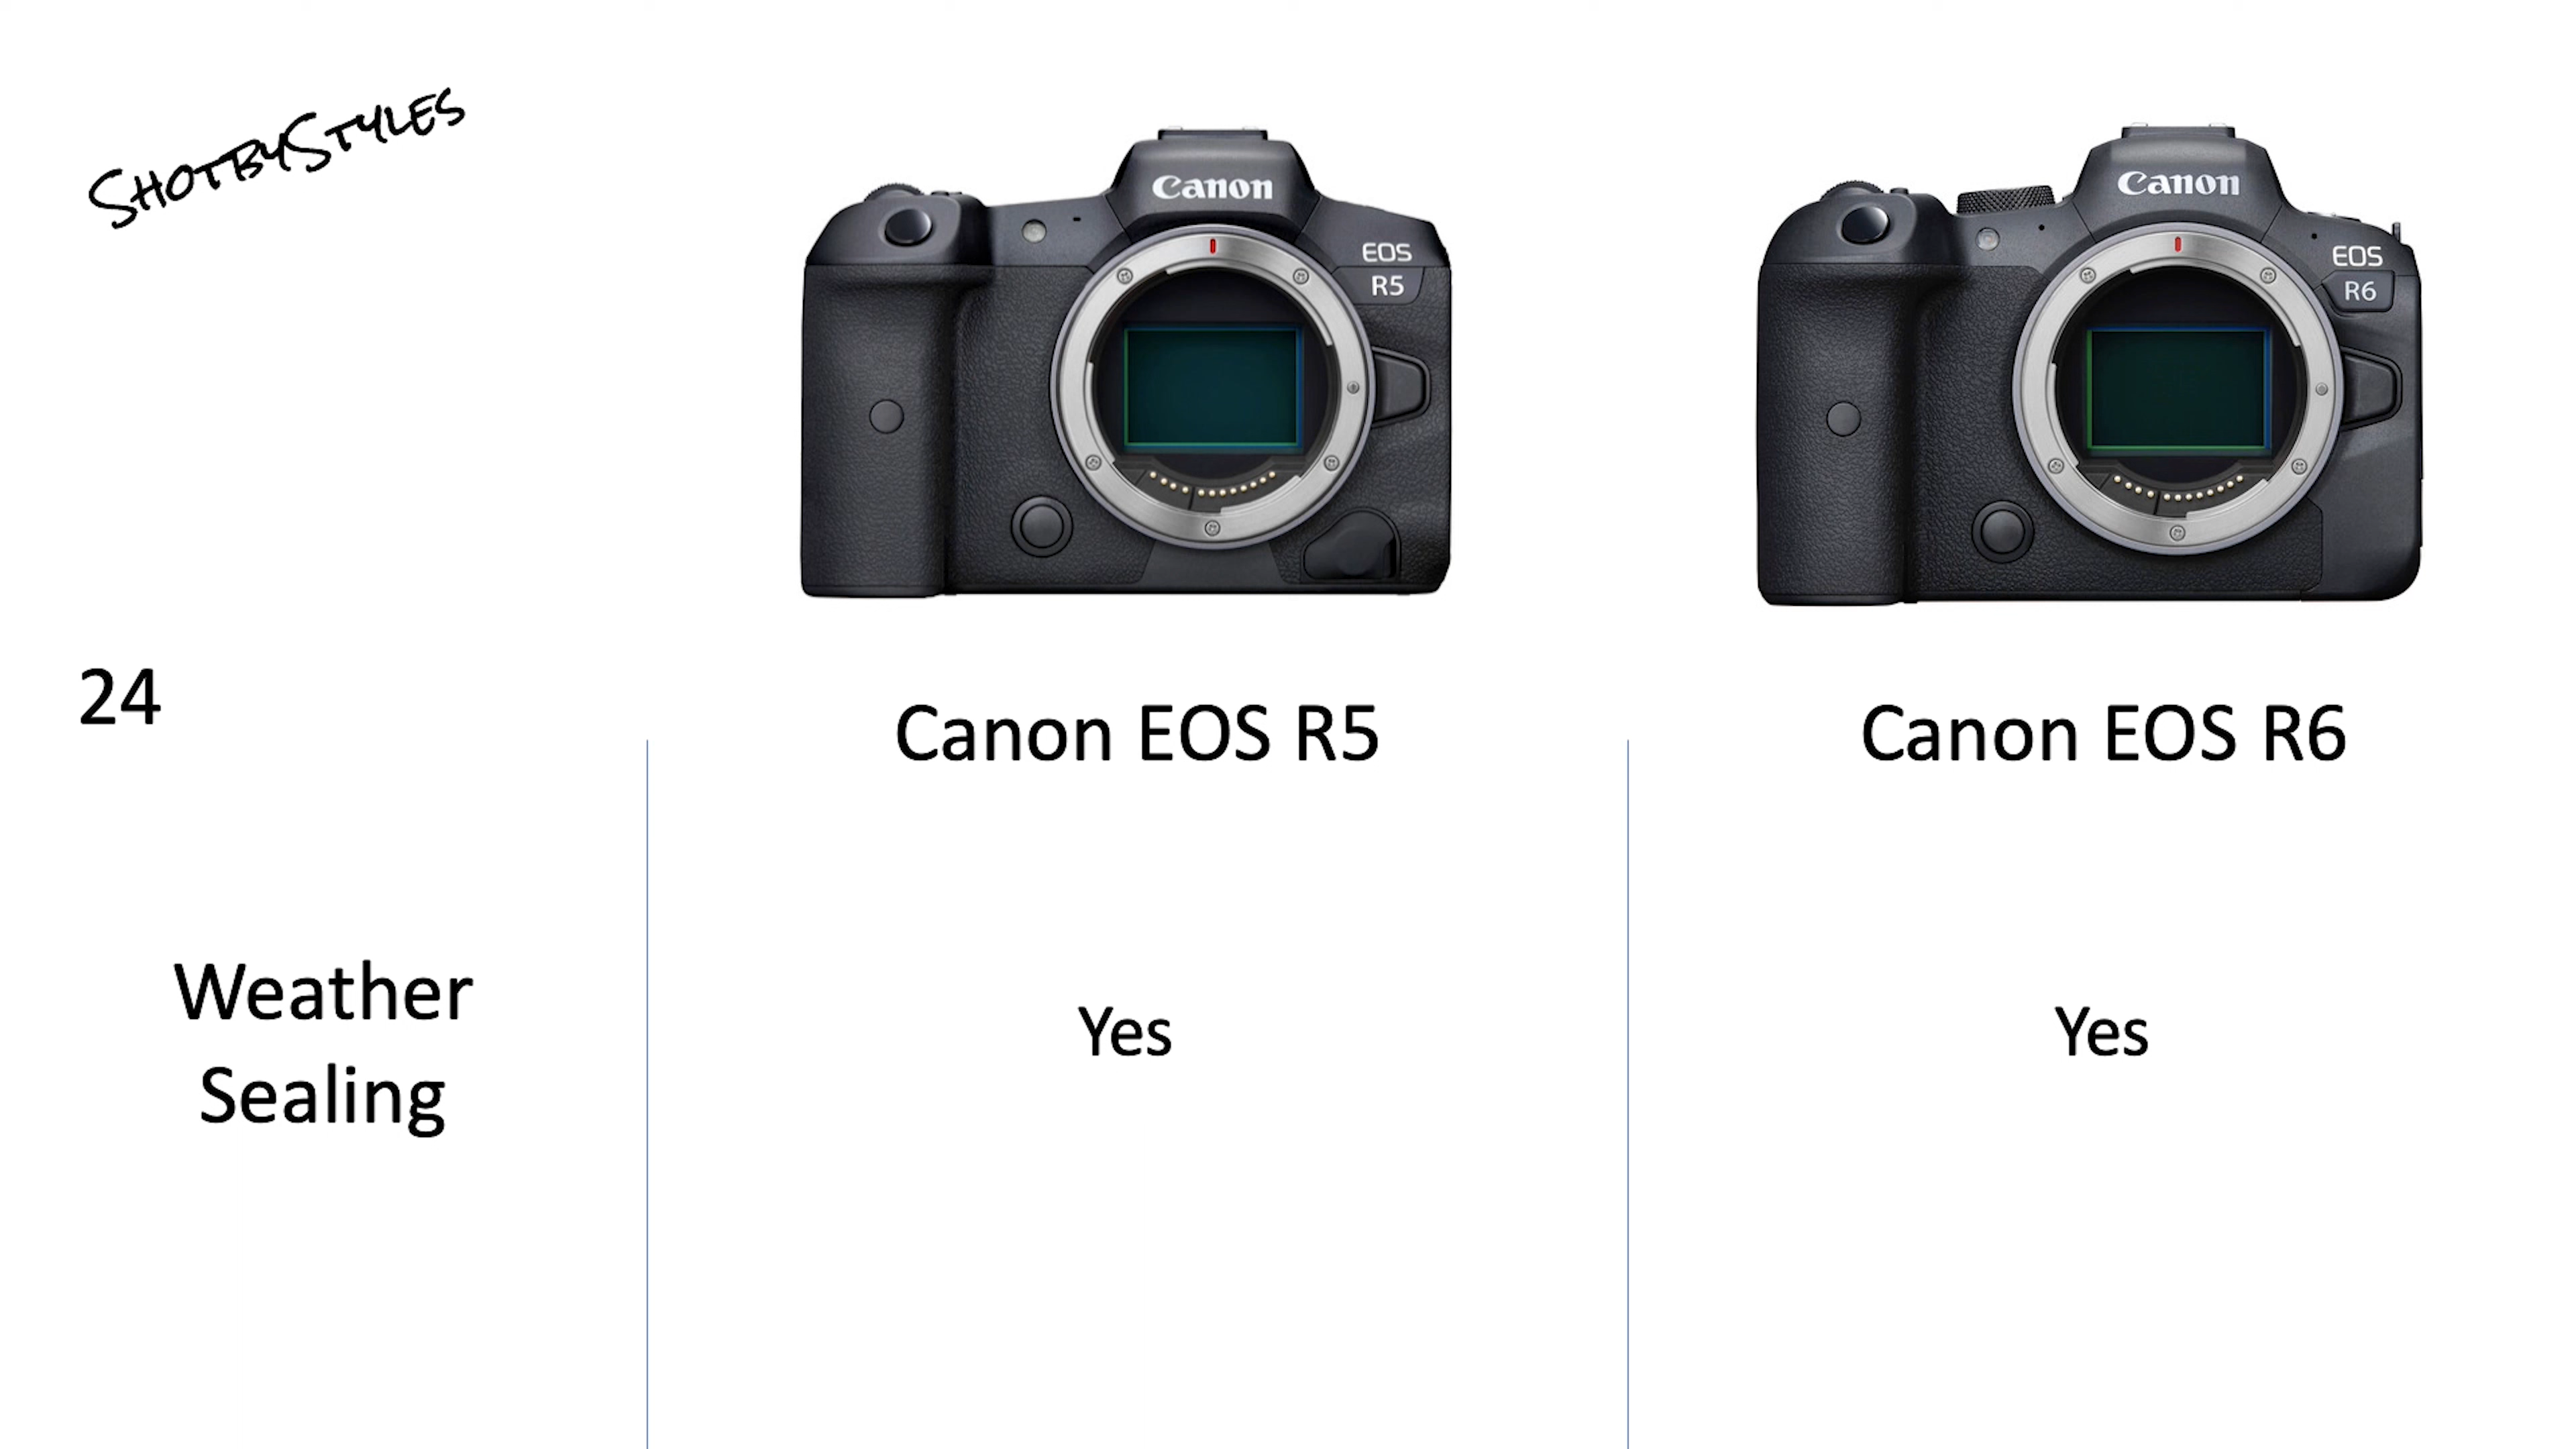 SHOTBYSTYLES
Canon
EOS
R5
Canon
EOS
R6
24
Canon EOS R5
Canon EOS R6
Weather
Sealing
Yes
Yes